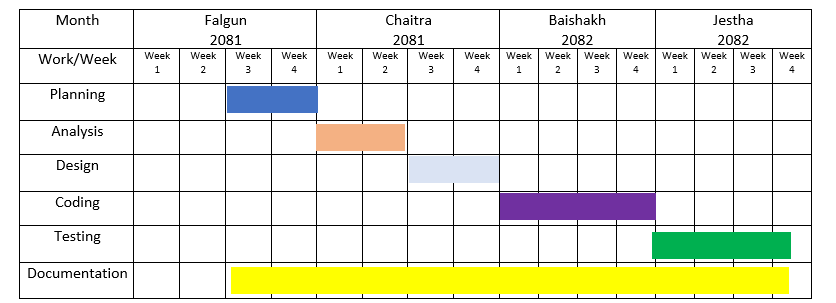 Month Falgun Chaitra Baishakh Jestha
2081 2081 2082 2082
Work/Week Week Week Week Week Week Week Week Week Week Week Week Week Week Week Week Week
1 2 3 4 1 2 3 4 1 2 3 4 1 2 3 4
Planning
Analysis
Design
Coding
Testing
Documentation